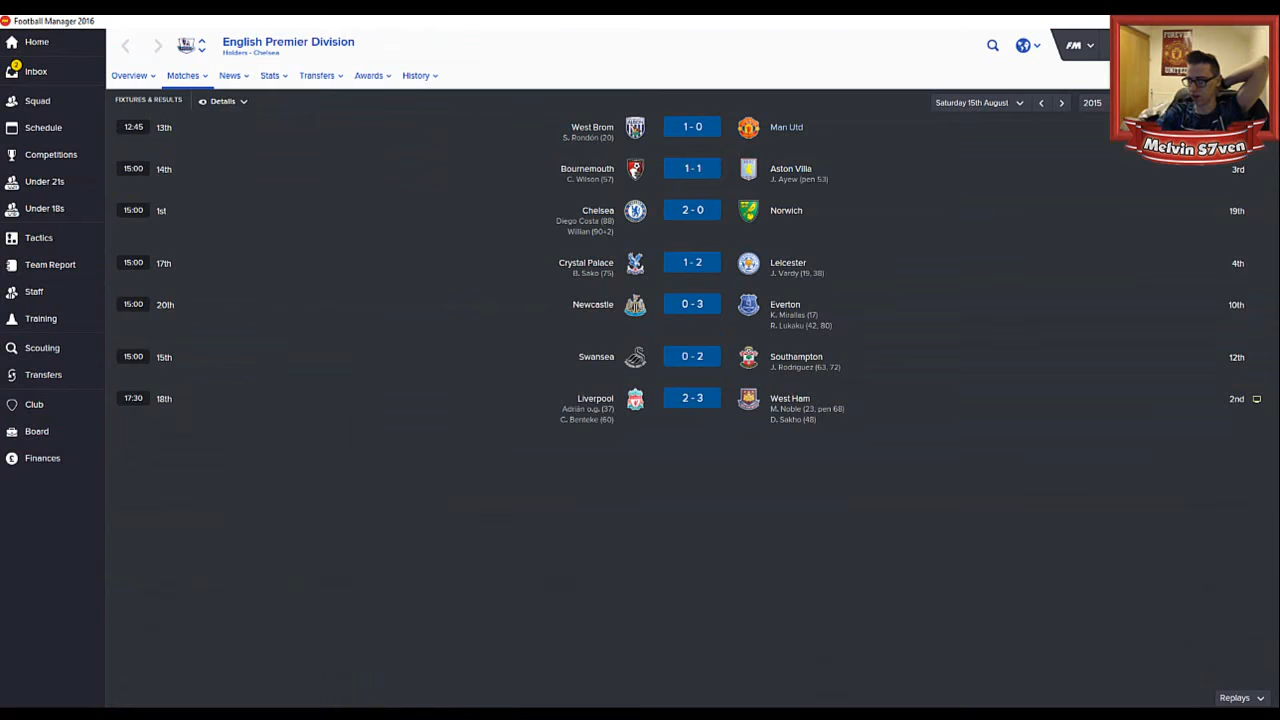 Football Manager 2016
Home
2
Inbox
Squad
Schedule
Competitions
Under 21s
Under 18s
Tactics
Team Report
Staff
Training
Scouting
Transfers
Club
Board
Finances
English Premier Division
Holders - Chelsea
FM
Overview Matches News Stats Transfers Awards History
FIXTURES & RESULTS Details Saturday 15th August 2015
12:45 13th West Brom 1 - 0 Man Utd
S. Rondón (20)
15:00 14th Bournemouth 1 - 1 Aston Villa 3rd
C. Wilson (57) J. Ayew (pen 53)
15:00 1st Chelsea 2 - 0 Norwich 19th
Diego Costa (88)
Willian (90+2)
15:00 17th Crystal Palace 1 - 2 Leicester 4th
B. Sako (75) J. Vardy (19, 38)
15:00 20th Newcastle 0 - 3 Everton 10th
K. Mirallas (17)
R. Lukaku (42, 80)
15:00 15th Swansea 0 - 2 Southampton 12th
J. Rodriguez (63, 72)
17:30 18th Liverpool 2 - 3 West Ham 2nd
Adrián o.g. (37) M. Noble (23, pen 68)
C. Benteke (60) D. Sakho (48)
Replays
FOREVER
UNITED
Melvin S7ven